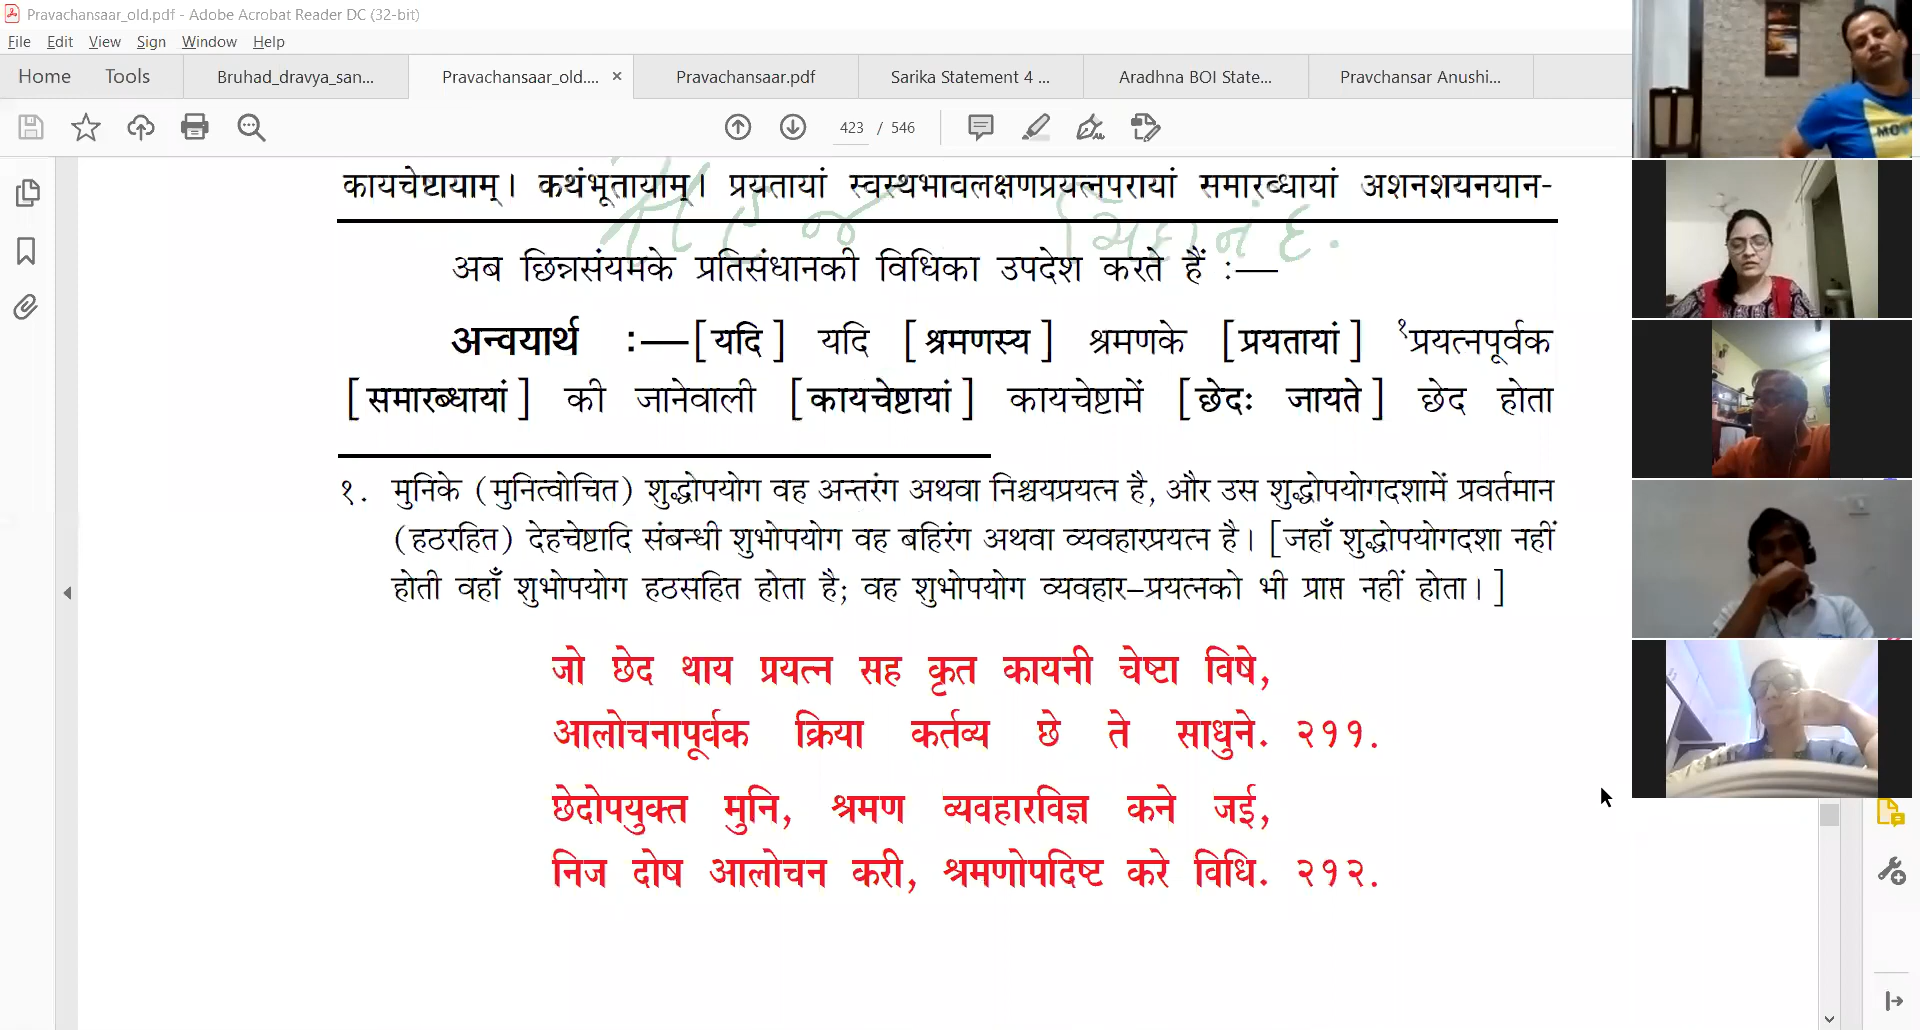 Pravachansaar_old.pdf - Adobe Acrobat Reader DC (32-bit)
File Edit View Sign Window Help
Home Tools Bruhad_dravya_san... Pravachansaar_old.... × Pravachansaar.pdf Sarika Statement 4 ... Aradhna BOI State... Pravchansar Anushi...
423 / 546
कायचेष्टायाम्। कथंभूतायाम्। प्रयतायां स्वस्थभावलक्षणप्रयत्नपरायां समारब्धायां अशनशयनयान-
अब छिन्नसंयमके प्रतिसंधानकी विधिका उपदेश करते हैं :—
अन्वयार्थ :—[यदि] यदि [श्रमणस्य] श्रमणके [प्रयतायां] १प्रयत्नपूर्वक
[समारब्धायां] की जानेवाली [कायचेष्टायां] कायचेष्टामें [छेदः जायते] छेद होता
१. मुनिके (मुनित्वोचित) शुद्धोपयोग वह अन्तरंग अथवा निश्चयप्रयत्न है, और उस शुद्धोपयोगदशामें प्रवर्तमान
(हठरहित) देहचेष्टादि संबन्धी शुभोपयोग वह बहिरंग अथवा व्यवहारप्रयत्न है। [जहाँ शुद्धोपयोगदशा नहीं
होती वहाँ शुभोपयोग हठसहित होता है; वह शुभोपयोग व्यवहार-प्रयत्नको भी प्राप्त नहीं होता।]
जो छेद थाय प्रयत्न सह कृत कायनी चेष्टा विषे,
आलोचनापूर्वक क्रिया कर्तव्य छे ते साधुने. २११.
छेदोपयुक्त मुनि, श्रमण व्यवहारविज्ञ कने जई,
निज दोष आलोचन करी, श्रमणोपदिष्ट करे विधि. २१२.